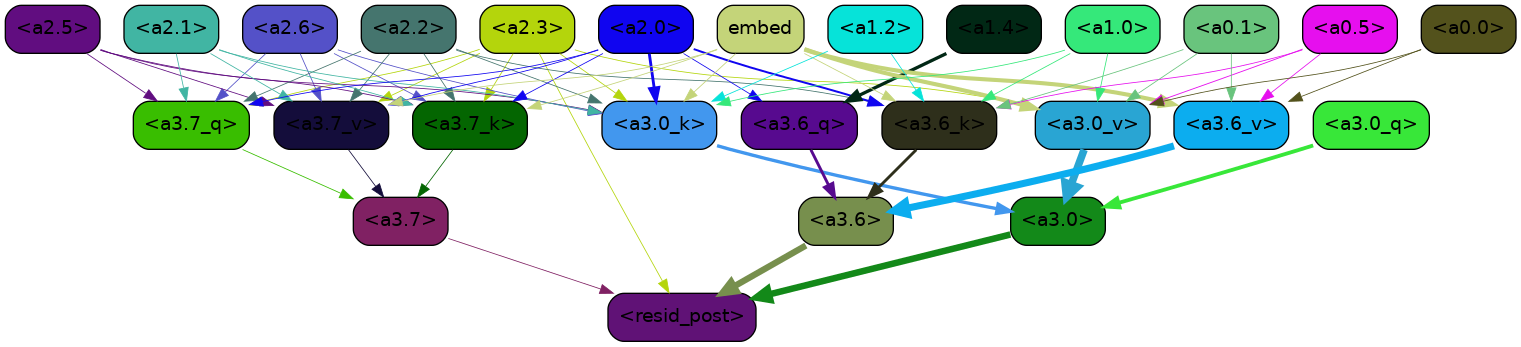 <a2.5> <a2.1> <a2.6> <a2.2> <a2.3> <a2.0> embed <a1.2> <a1.4> <a1.0> <a0.1> <a0.5> <a0.0>
<a3.7_q> <a3.7_v> <a3.7_k> <a3.0_k> <a3.6_q> <a3.6_k> <a3.0_v> <a3.6_v> <a3.0_q>
<a3.7> <a3.6> <a3.0>
<resid_post>